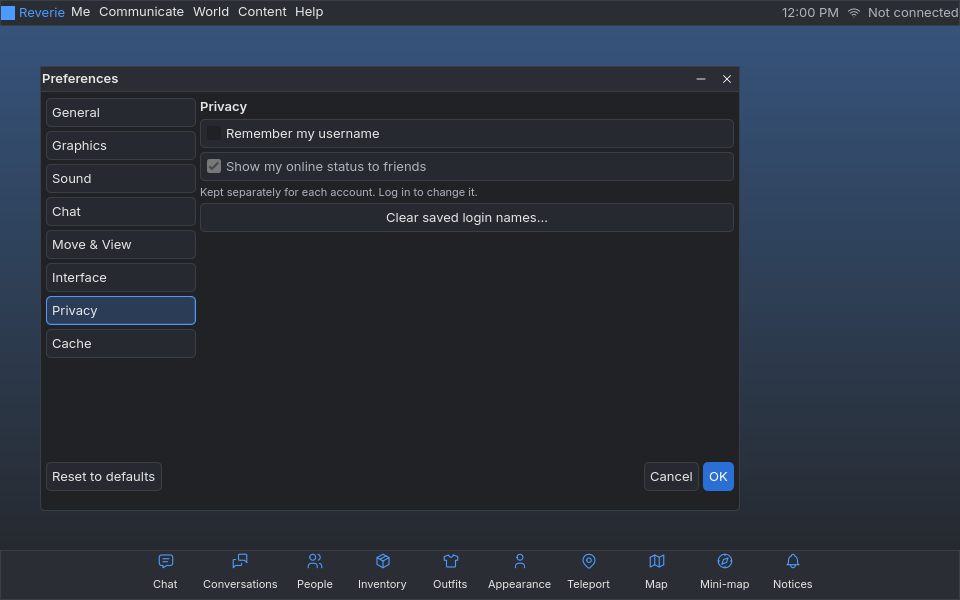 Reverie Me Communicate World Content Help 12:00 PM Not connected
Preferences
General
Graphics
Sound
Chat
Move & View
Interface
Privacy
Cache
Privacy
Remember my username
Show my online status to friends
Kept separately for each account. Log in to change it.
Clear saved login names...
Reset to defaults Cancel OK
Chat Conversations People Inventory Outfits Appearance Teleport Map Mini-map Notices